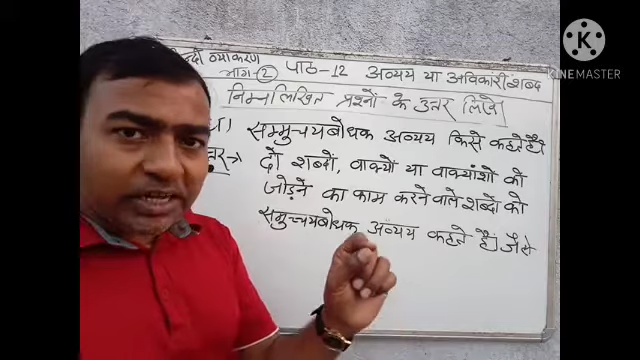 हिन्दी व्याकरण
भाग-2 पाठ-12 अव्यय या अविकारी शब्द
निम्नलिखित प्रश्नों के उत्तर लिखें
सम्मुच्चयबोधक अव्यय किसे कहते है।
दो शब्दों, वाक्यों या वाक्यांशो को
जोड़ने का काम करने वाले शब्दों को
समुच्चयबोधक अव्यय कहते हैं। जैसे
KINEMASTER